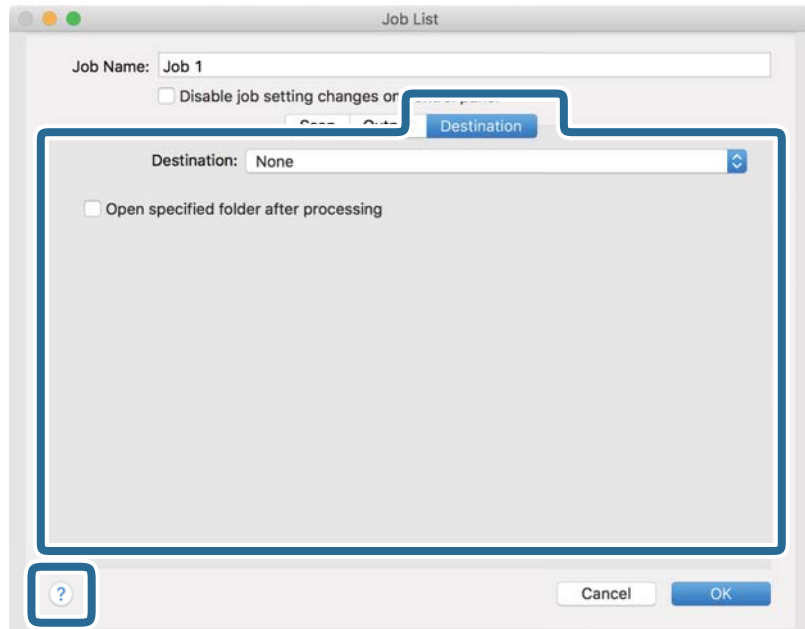 Job List
Job Name: Job 1
Disable job setting changes on
Destination
Destination: None
Open specified folder after processing
?
Cancel OK